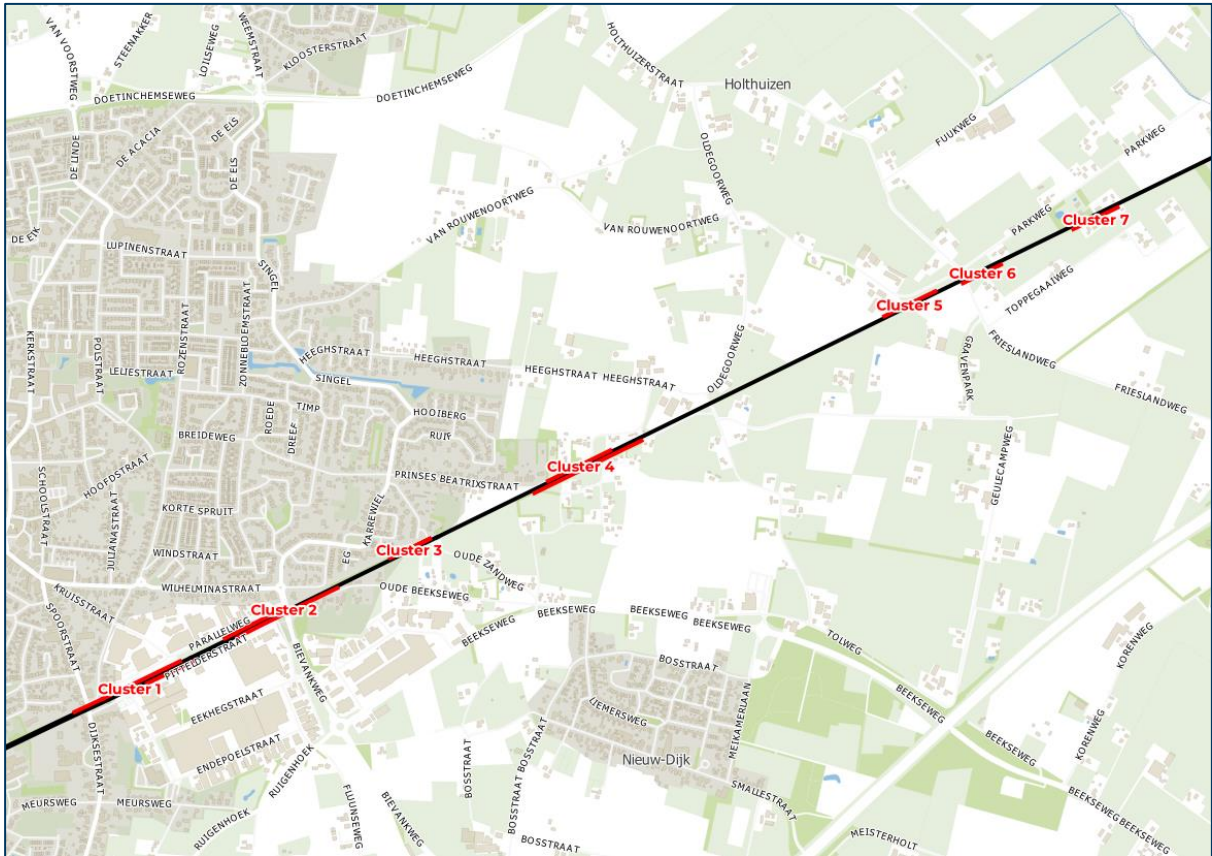 VAN VOORSTWEG
STEENAKKER
LOILSEWEG
WEEMSTRAAT
KLOOSTERSTRAAT
DOETINCHEMSEWEG
DOETINCHEMSEWEG
HOLTHUIZERSTRAAT
Holthuizen
FUUKWEG
PARKWEG
DE LINDE
DE ACACIA
DE ELS
DE ELS
OLDEGOORWEG
VAN ROUWENOORTWEG
VAN ROUWENOORTWEG
PARKWEG
Cluster 7
DE EIK
LUPINENSTRAAT
SINGEL
Cluster 6
TOPPEGAAIWEG
Cluster 5
KERKSTRAAT
POLSTRAAT
ROZENSTRAAT
ZONNEBLOEMSTRAAT
LELIESTRAAT
HEEGHSTRAAT
HEEGHSTRAAT
HEEGHSTRAAT HEEGHSTRAAT
OLDEGOORWEG
GRAVENPARK
FRIESLANDWEG
FRIESLANDWEG
SINGEL
ROEDE
DREEF
TIMP
HOOIBERG
BREIDEWEG
GEULECAMPWEG
SCHOOLSTRAAT
HOOFDSTRAAT
PRINSES BEATRIXSTRAAT
Cluster 4
JULIANASTRAAT
KORTE SPRUIT
KARREWIEL
EG
WINDSTRAAT
Cluster 3
OUDE ZANDWEG
WILHELMINASTRAAT
OUDE BEEKSEWEG
KRUISSTRAAT
SPOORSTRAAT
Cluster 2
PARALLELWEG
PITTELDERSTRAAT
BEEKSEWEG
BEEKSEWEG
BEEKSEWEG
BEEKSEWEG
BEEKSEWEG
TOLWEG
KORENWEG
Cluster 1
BIEVANKWEG
BOSSTRAAT
EEKHEGSTRAAT
LIEMERSWEG
MEIKAMERLAAN
BEEKSEWEG
DIJKSESTRAAT
ENDEPOELSTRAAT
BOSSTRAAT
BOSSTRAAT
Nieuw-Dijk
KORENWEG
BEEKSEWEG
RUIGENHOEK
MEURSWEG
MEURSWEG
BIEVANKWEG
FLUUNSEWEG
BOSSTRAAT
SMALLESTRAAT
BEEKSEWEG
BEEKSEWEG
RUIGENHOEK
BOSSTRAAT
MEISTERHOLT